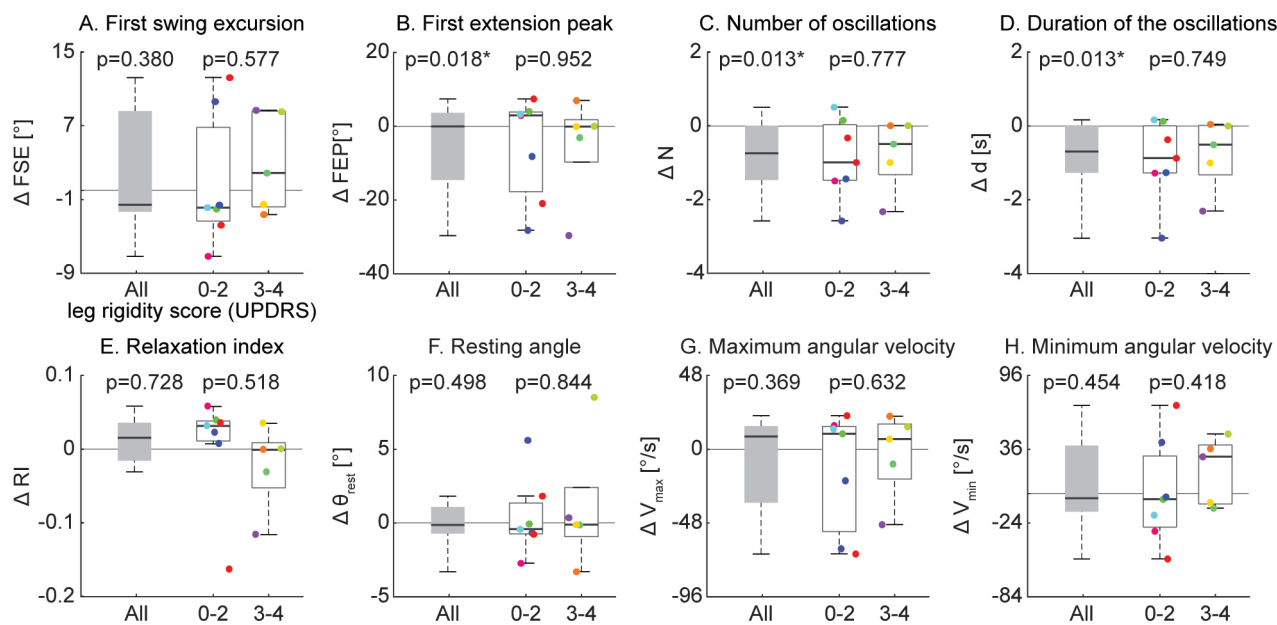 A. First swing excursion
15
p=0.380 p=0.577
7
Δ FSE [°]
-1
-9
All 0-2 3-4
leg rigidity score (UPDRS)
B. First extension peak
20
p=0.018* p=0.952
0
Δ FEP[°]
-20
-40
All 0-2 3-4
C. Number of oscillations
2
p=0.013* p=0.777
0
Δ N
-2
-4
All 0-2 3-4
D. Duration of the oscillations
2
p=0.013* p=0.749
0
Δ d [s]
-2
-4
All 0-2 3-4
E. Relaxation index
0.1
p=0.728 p=0.518
0
Δ RI
-0.1
-0.2
All 0-2 3-4
F. Resting angle
10
p=0.498 p=0.844
5
Δ θrest [°]
0
-5
All 0-2 3-4
G. Maximum angular velocity
48
p=0.369 p=0.632
0
Δ Vmax [°/s]
-48
-96
All 0-2 3-4
H. Minimum angular velocity
96
p=0.454 p=0.418
36
Δ Vmin [°/s]
-24
-84
All 0-2 3-4